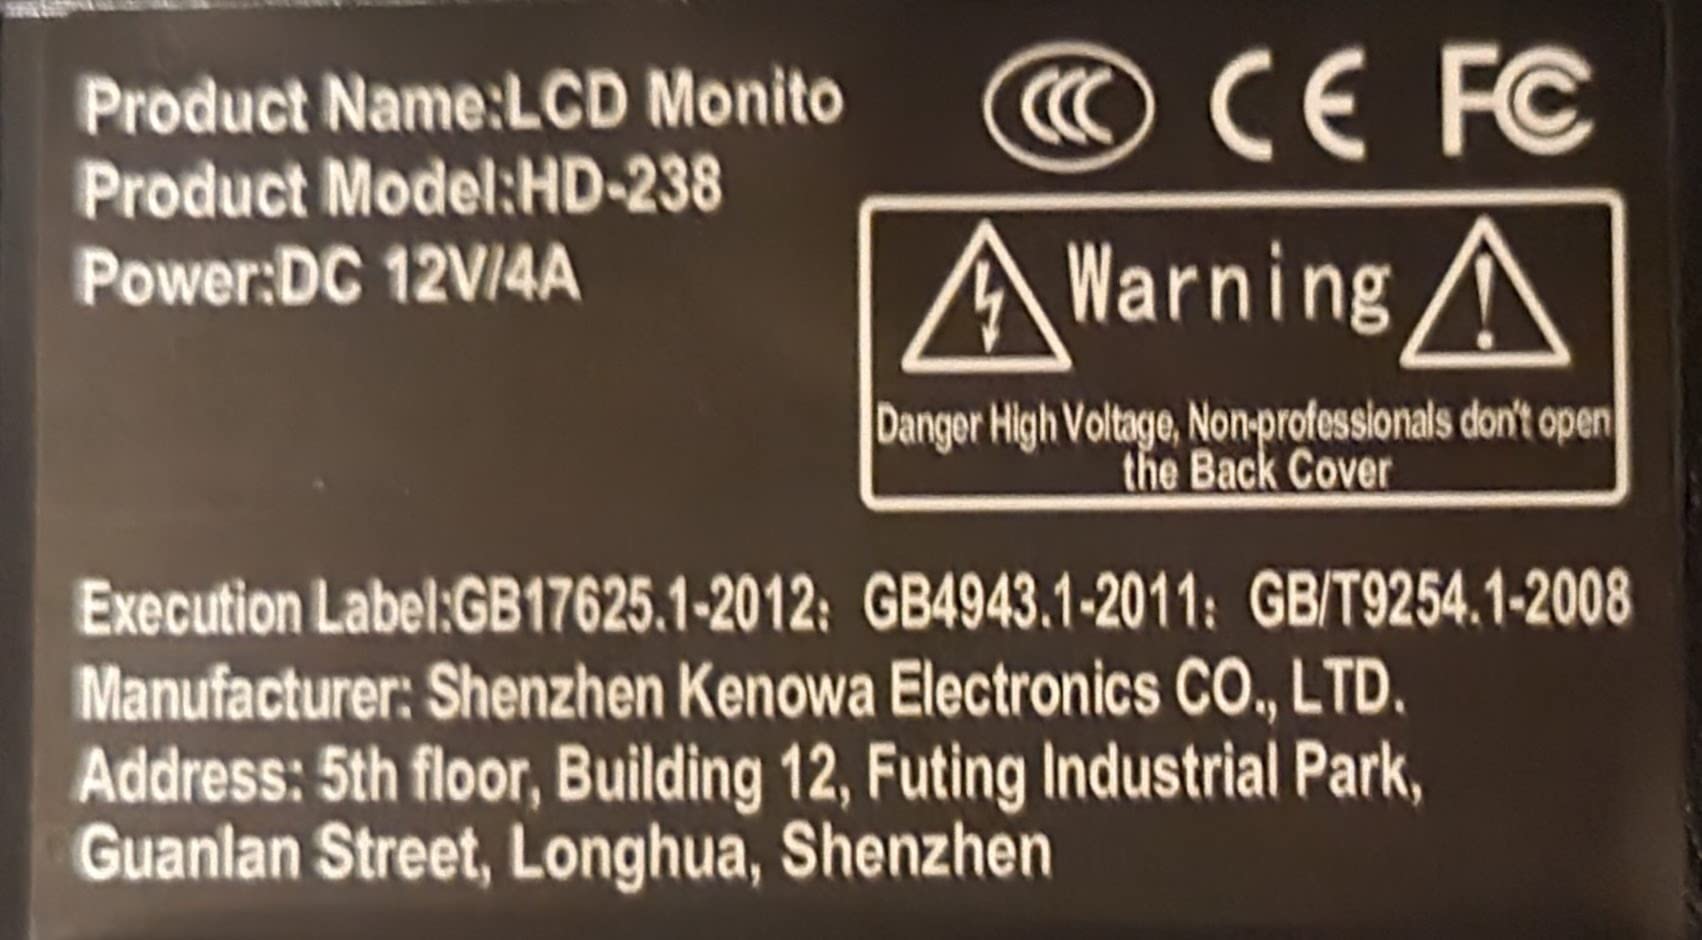 Product Name:LCD Monito
Product Model:HD-238
Power:DC 12V/4A
CCC CE FC
Warning
Danger High Voltage, Non-professionals don't open
the Back Cover
Execution Label:GB17625.1-2012; GB4943.1-2011; GB/T9254.1-2008
Manufacturer: Shenzhen Kenowa Electronics CO., LTD.
Address: 5th floor, Building 12, Futing Industrial Park,
Guanlan Street, Longhua, Shenzhen